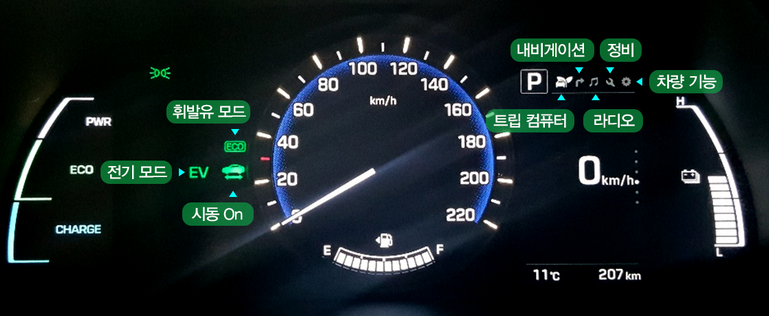 PWR
ECO
CHARGE
휘발유 모드
ECO
전기 모드
EV
시동 On
0
20
40
60
80
100
120
140
160
180
200
220
km/h
E
F
내비게이션
정비
P
차량 기능
트립 컴퓨터
라디오
0km/h
H
L
11℃
207 km